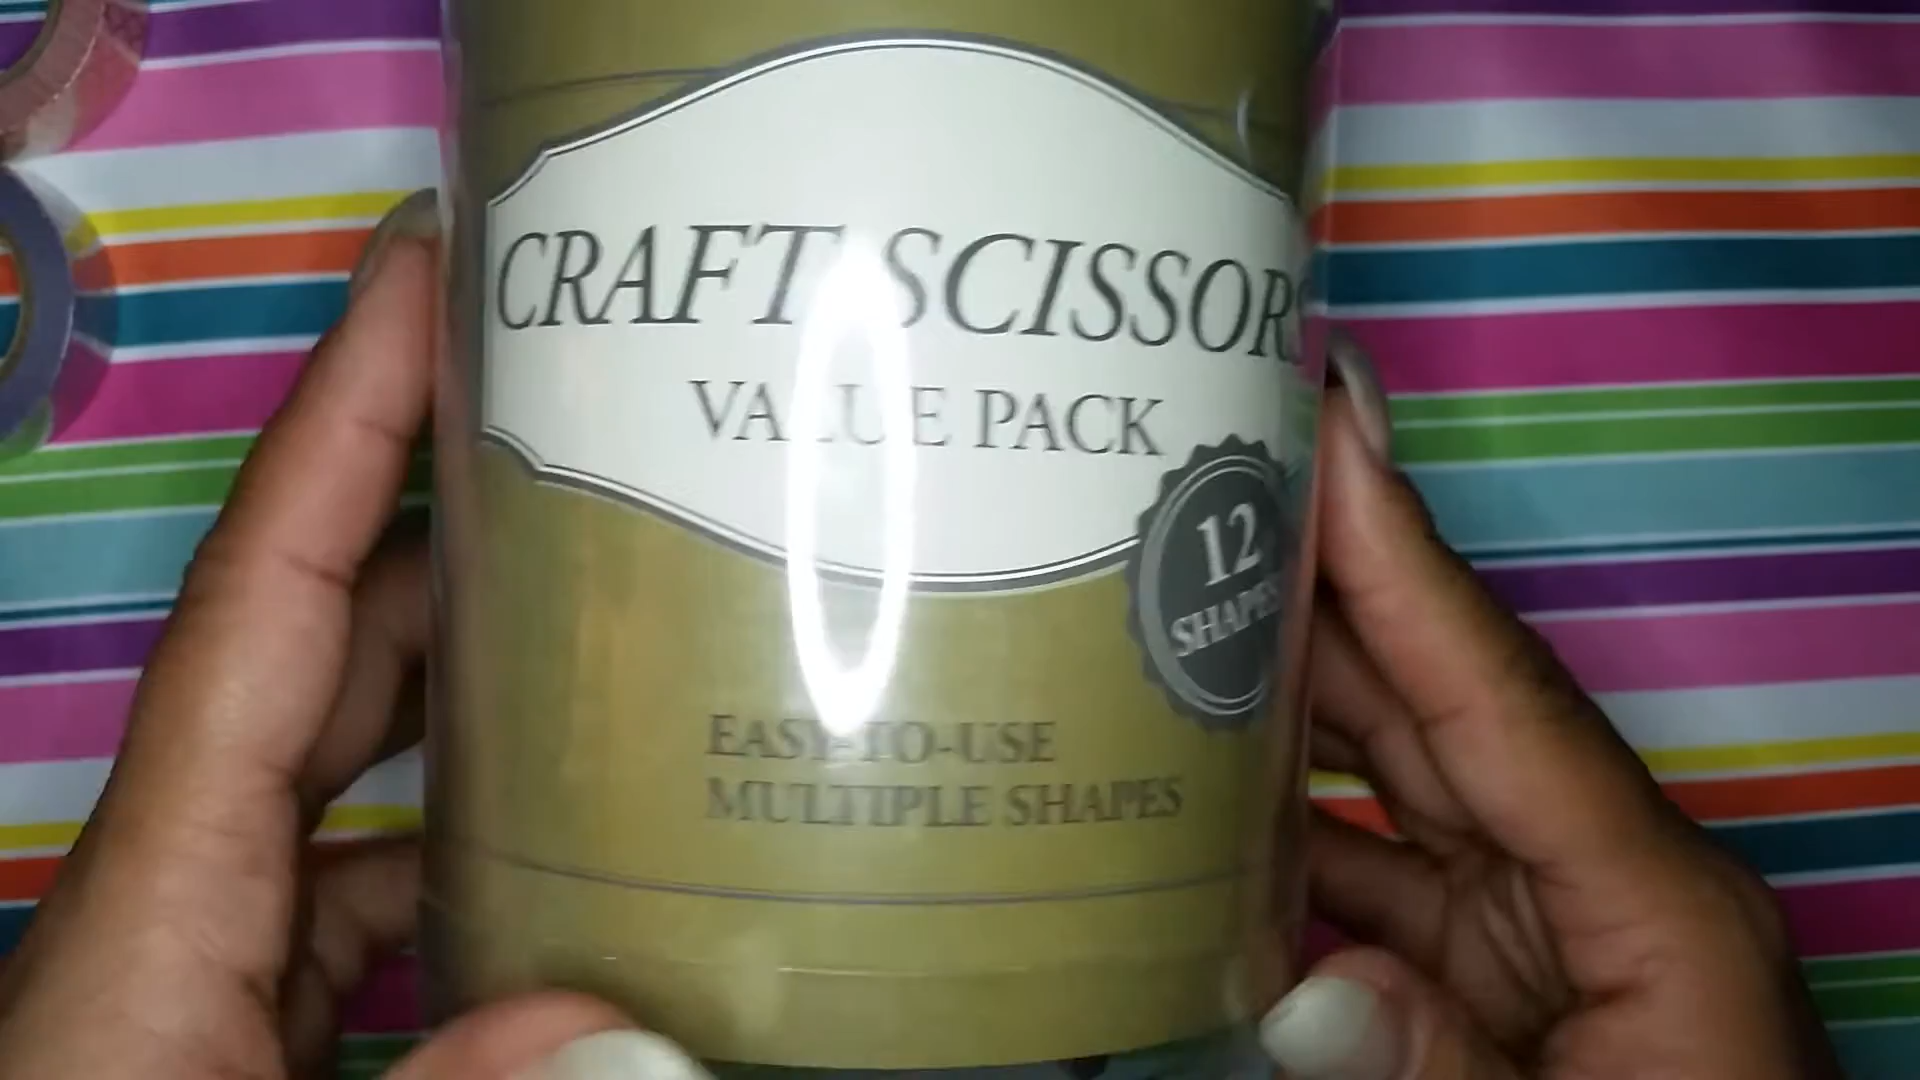 CRAFT SCISSORS
VALUE PACK
12
SHAPES
EASY-TO-USE
MULTIPLE SHAPES